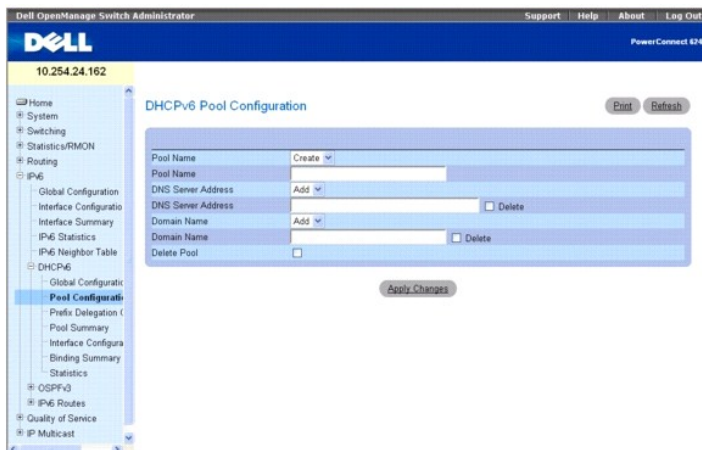 Dell OpenManage Switch Administrator
Support Help About Log Out
DELL
PowerConnect 624
10.254.24.162
Home
System
Switching
Statistics/RMON
Routing
IPv6
Global Configuration
Interface Configuratio
Interface Summary
IPv6 Statistics
IPv6 Neighbor Table
DHCPv6
Global Configuratic
Pool Configurati
Prefix Delegation C
Pool Summary
Interface Configura
Binding Summary
Statistics
OSPFv3
IPv6 Routes
Quality of Service
IP Multicast
DHCPv6 Pool Configuration
Print Refresh
Pool Name Create
Pool Name
DNS Server Address Add
DNS Server Address Delete
Domain Name Add
Domain Name Delete
Delete Pool
Apply Changes